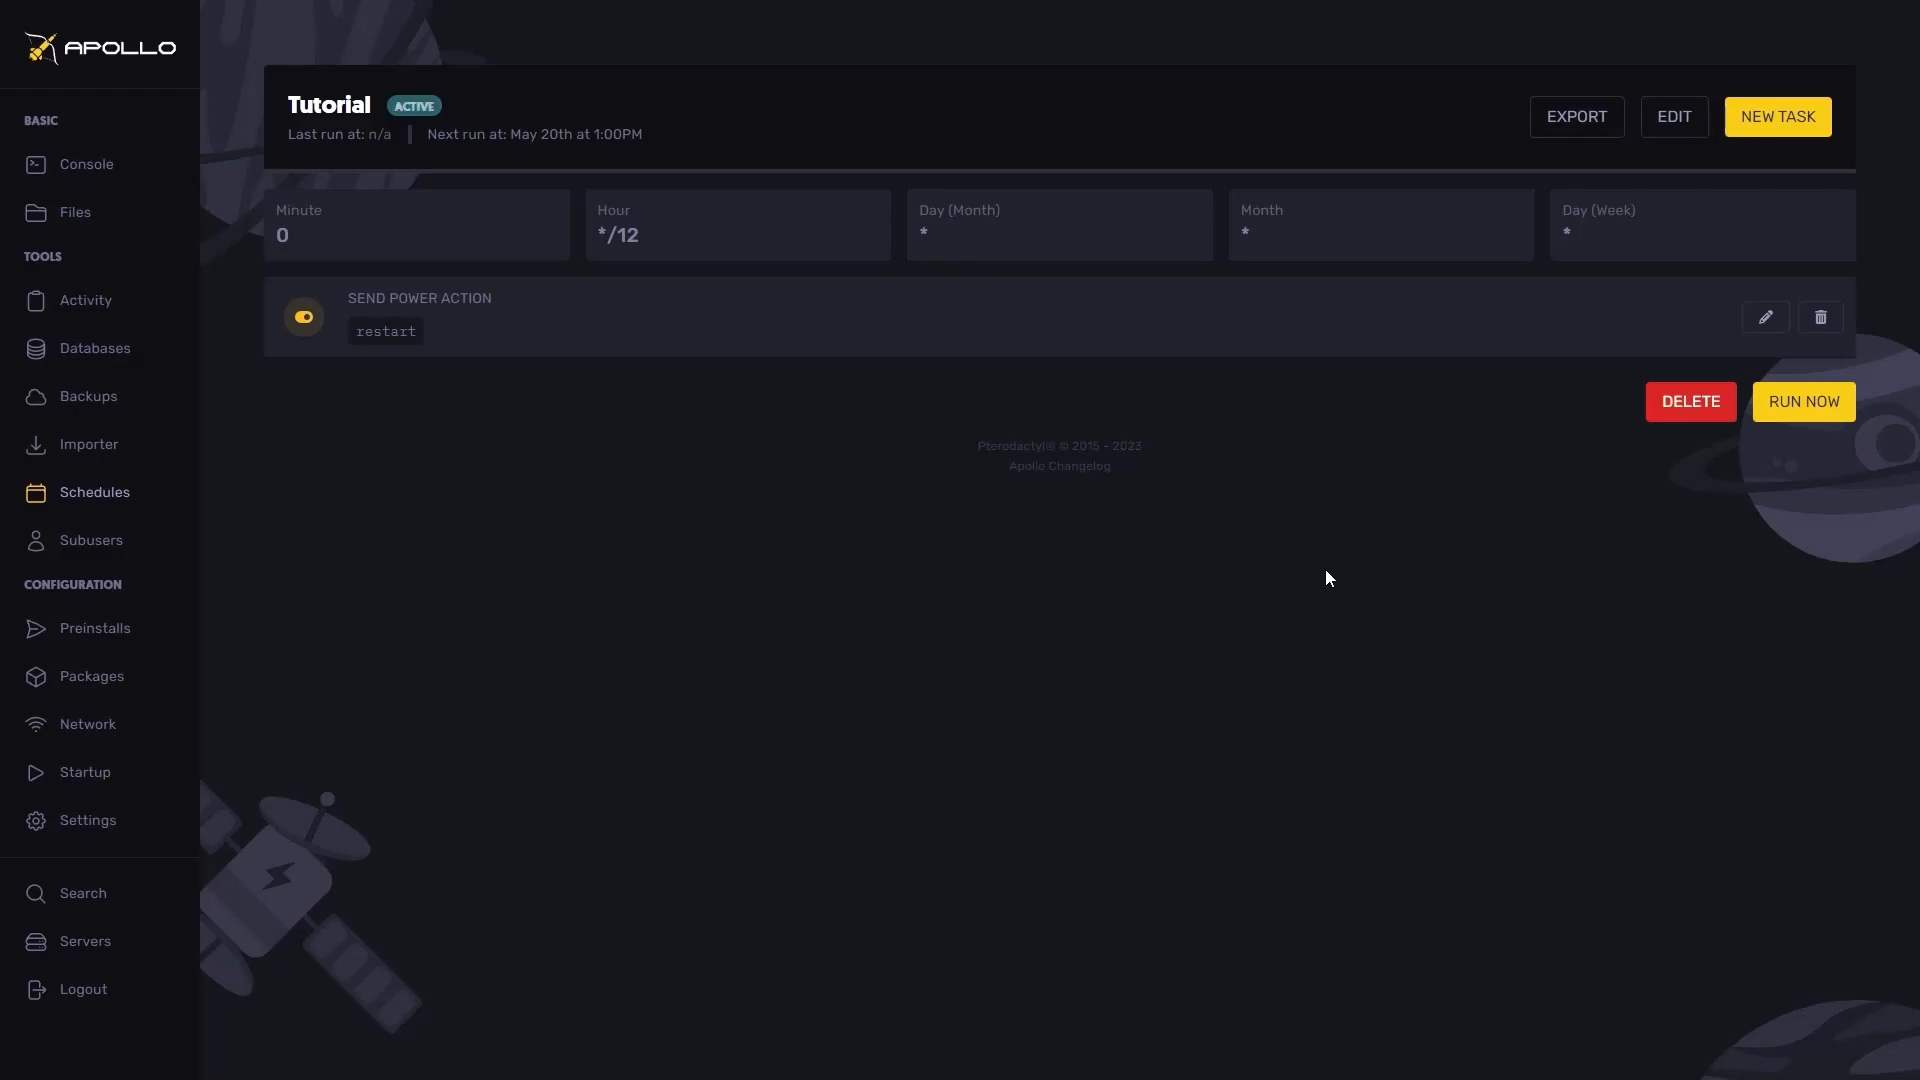 APOLLO
BASIC
Console
Files
TOOLS
Activity
Databases
Backups
Importer
Schedules
Subusers
CONFIGURATION
Preinstalls
Packages
Network
Startup
Settings
Search
Servers
Logout
Tutorial ACTIVE
Last run at: n/a Next run at: May 20th at 1:00PM
EXPORT EDIT NEW TASK
Minute
0
Hour
*/12
Day (Month)
*
Month
*
Day (Week)
*
SEND POWER ACTION
restart
DELETE RUN NOW
Pterodactyl® © 2015 - 2023
Apollo Changelog